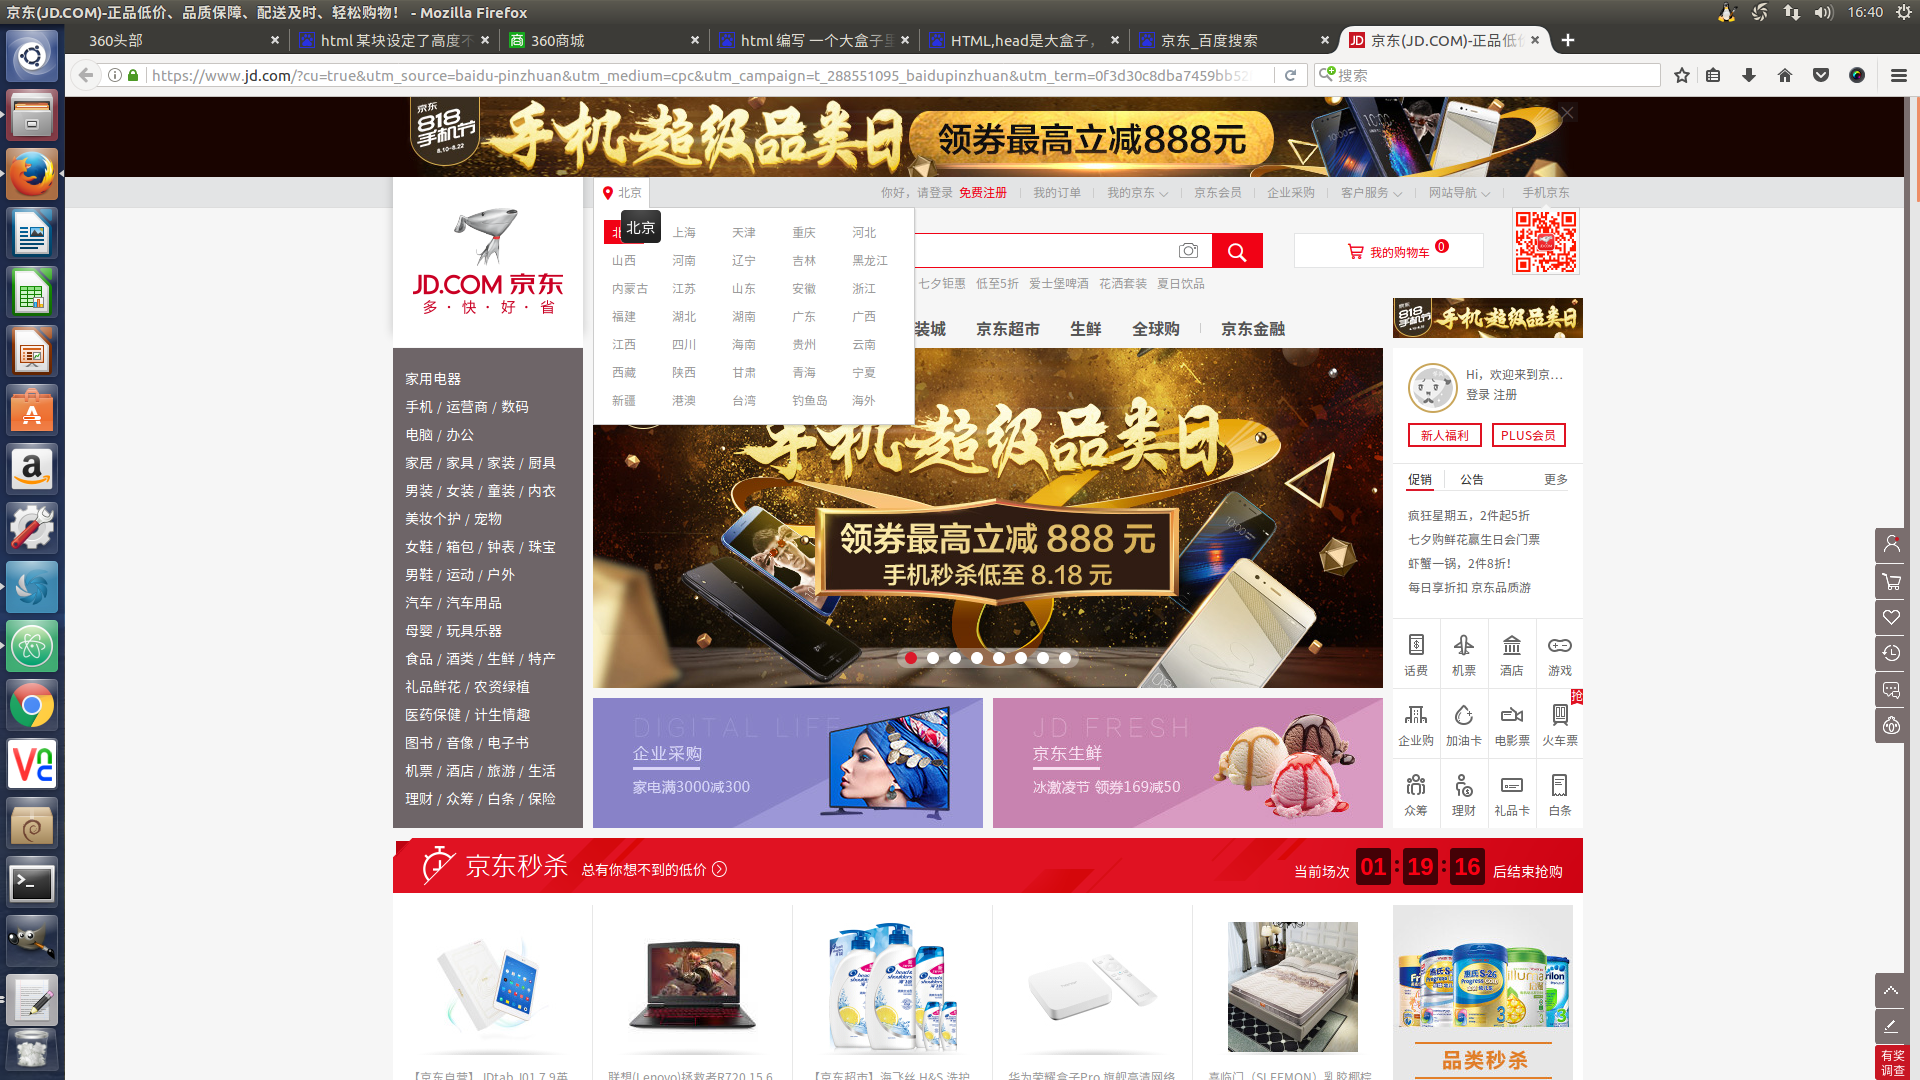 京东(JD.COM)-正品低价、品质保障、配送及时、轻松购物！ - Mozilla Firefox
16:40
360头部
html 某块设定了高度不
360商城
html 编写 一个大盒子里
HTML,head是大盒子，
京东_百度搜索
JD 京东(JD.COM)-正品低价
https://www.jd.com/?cu=true&utm_source=baidu-pinzhuan&utm_medium=cpc&utm_campaign=t_288551095_baidupinzhuan&utm_term=0f3d30c8dba7459bb52
搜索
京东
818
手机节
8.10-8.22
手机超级品类日
领券最高立减888元
北京
你好，请登录 免费注册
我的订单
我的京东
京东会员
企业采购
客户服务
网站导航
手机京东
JD.COM 京东
多·快·好·省
北京
上海 天津 重庆 河北
山西 河南 辽宁 吉林 黑龙江
内蒙古 江苏 山东 安徽 浙江
福建 湖北 湖南 广东 广西
江西 四川 海南 贵州 云南
西藏 陕西 甘肃 青海 宁夏
新疆 港澳 台湾 钓鱼岛 海外
我的购物车 0
七夕钜惠 低至5折 爱士堡啤酒 花洒套装 夏日饮品
装城 京东超市 生鲜 全球购 京东金融
818
手机节
手机超级品类日
家用电器
手机 / 运营商 / 数码
电脑 / 办公
家居 / 家具 / 家装 / 厨具
男装 / 女装 / 童装 / 内衣
美妆个护 / 宠物
女鞋 / 箱包 / 钟表 / 珠宝
男鞋 / 运动 / 户外
汽车 / 汽车用品
母婴 / 玩具乐器
食品 / 酒类 / 生鲜 / 特产
礼品鲜花 / 农资绿植
医药保健 / 计生情趣
图书 / 音像 / 电子书
机票 / 酒店 / 旅游 / 生活
理财 / 众筹 / 白条 / 保险
手机超级品类日
领券最高立减 888 元
手机秒杀低至 8.18 元
Hi，欢迎来到京…
登录 注册
新人福利
PLUS会员
促销
公告
更多
疯狂星期五，2件起5折
七夕购鲜花赢生日会门票
虾蟹一锅，2件8折！
每日享折扣 京东品质游
话费 机票 酒店 游戏
抢
企业购 加油卡 电影票 火车票
众筹 理财 礼品卡 白条
DIGITAL LIFE
企业采购
家电满3000减300
JD FRESH
京东生鲜
冰激凌节 领券169减50
京东秒杀
总有你想不到的低价
当前场次 01:19:16 后结束抢购
品类秒杀
【京东自营】JDtab J01 7.9英
联想(Lenovo)拯救者R720 15.6
【京东超市】海飞丝 H&S 洗护
华为荣耀盒子Pro 旗舰高清网络
喜临门（SLEEMON）乳胶椰棕
有奖
调查